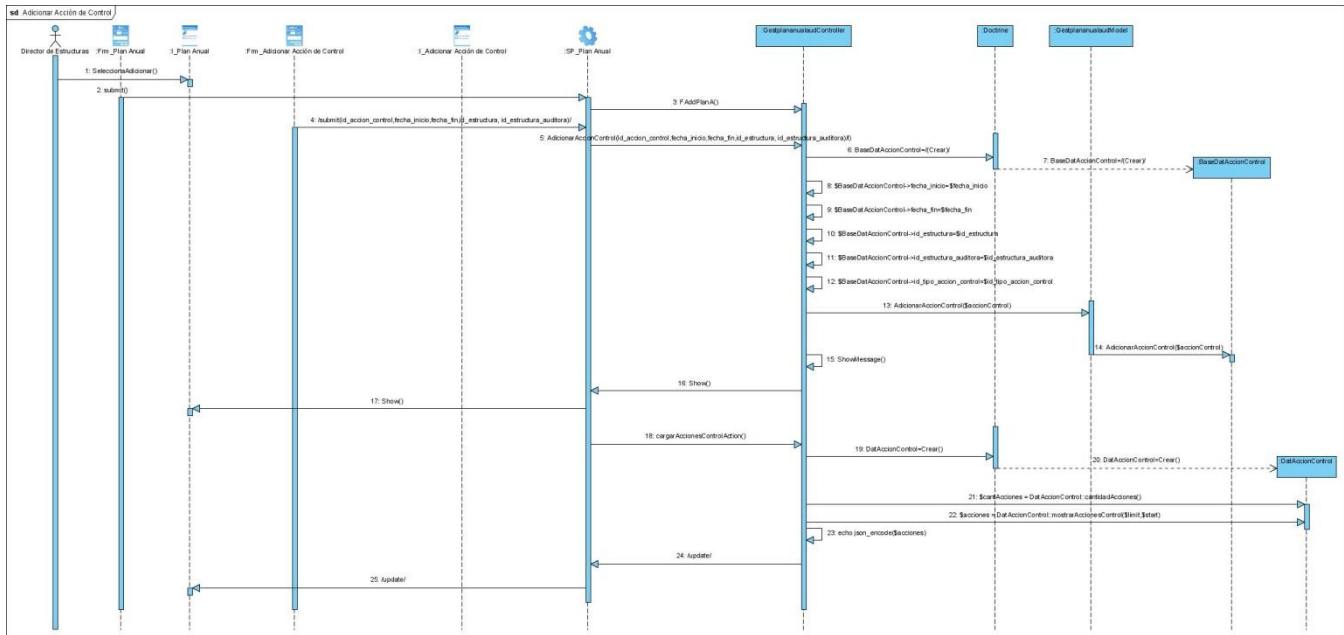 sd Adicionar Acción de Control
Director de Estructuras
:Frm_Plan Anual
:I_Plan Anual
:Frm_Adicionar Acción de Control
:I_Adicionar Acción de Control
:SP_Plan Anual
:GestplananualaudController
:Doctrine
:GestplananualaudModel
1: SeleccionaAdicionar()
2: submit()
3: FAddPlanA()
4: /submit(id_accion_control,fecha_inicio,fecha_fin,id_estructura, id_estructura_auditora)/
5: AdicionarAccionControl(id_accion_control,fecha_inicio,fecha_fin,id_estructura, id_estructura_auditora)/()
6: BaseDatAccionControl=/(Crear)/
7: BaseDatAccionControl=/(Crear)/
BaseDatAccionControl
8: $BaseDatAccionControl->fecha_inicio=$fecha_inicio
9: $BaseDatAccionControl->fecha_fin=$fecha_fin
10: $BaseDatAccionControl->id_estructura=$id_estructura
11: $BaseDatAccionControl->id_estructura_auditora=$id_estructura_auditora
12: $BaseDatAccionControl->id_tipo_accion_control=$id_tipo_accion_control
13: AdicionarAccionControl($accionControl)
14: AdicionarAccionControl($accionControl)
15: ShowMessage()
16: Show()
17: Show()
18: cargarAccionesControlAction()
19: DatAccionControl=Crear()
20: DatAccionControl=Crear()
DatAccionControl
21: $cantAcciones = DatAccionControl::cantidadAcciones()
22: $acciones = DatAccionControl::mostrarAccionesControl($limit,$start)
23: echo json_encode($acciones)
24: /update/
25: /update/